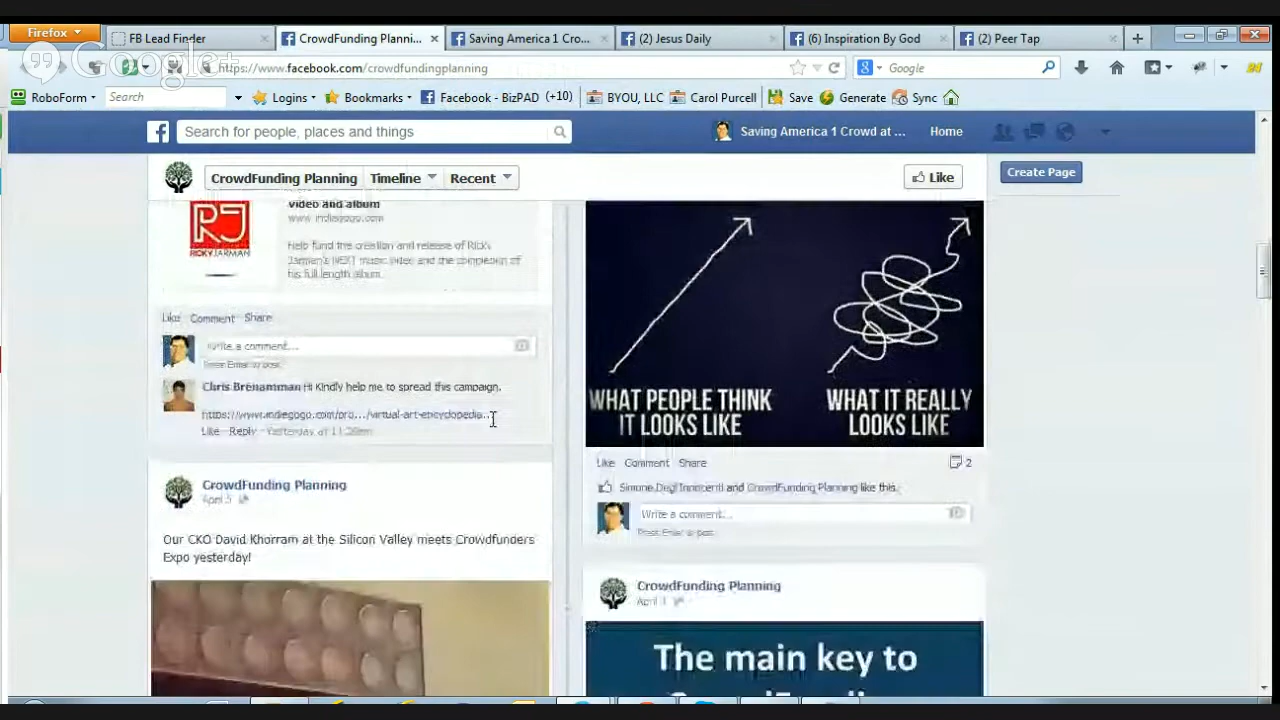 Firefox
FB Lead Finder
CrowdFunding Planni...
Saving America 1 Cro...
(2) Jesus Daily
(6) Inspiration By God
(2) Peer Tap
Google+
https://www.facebook.com/crowdfundingplanning
Google
RoboForm
Search
Logins
Bookmarks
Facebook - BizPAD (+10)
BYOU, LLC
Carol Purcell
Save
Generate
Sync
Search for people, places and things
Saving America 1 Crowd at ...
Home
CrowdFunding Planning
Timeline
Recent
Like
Create Page
video and album
www.indiegogo.com
RJ
RICKY JARMAN
Help fund the creation and release of Ricky
Jarman's NEXT music video and the completion of
his full length album.
Like Comment Share
Write a comment...
Press Enter to post.
Chris Brenamman Hi Kindly help me to spread this campaign.
https://www.indiegogo.com/pro.../virtual-art-encyclopedia...
Like Reply Yesterday at 11:28am
CrowdFunding Planning
April 5
Our CKO David Khorram at the Silicon Valley meets Crowdfunders
Expo yesterday!
WHAT PEOPLE THINK
IT LOOKS LIKE
WHAT IT REALLY
LOOKS LIKE
Like Comment Share
2
Simone Degl'Innocenti and CrowdFunding Planning like this.
Write a comment...
Press Enter to post.
CrowdFunding Planning
April
The main key to